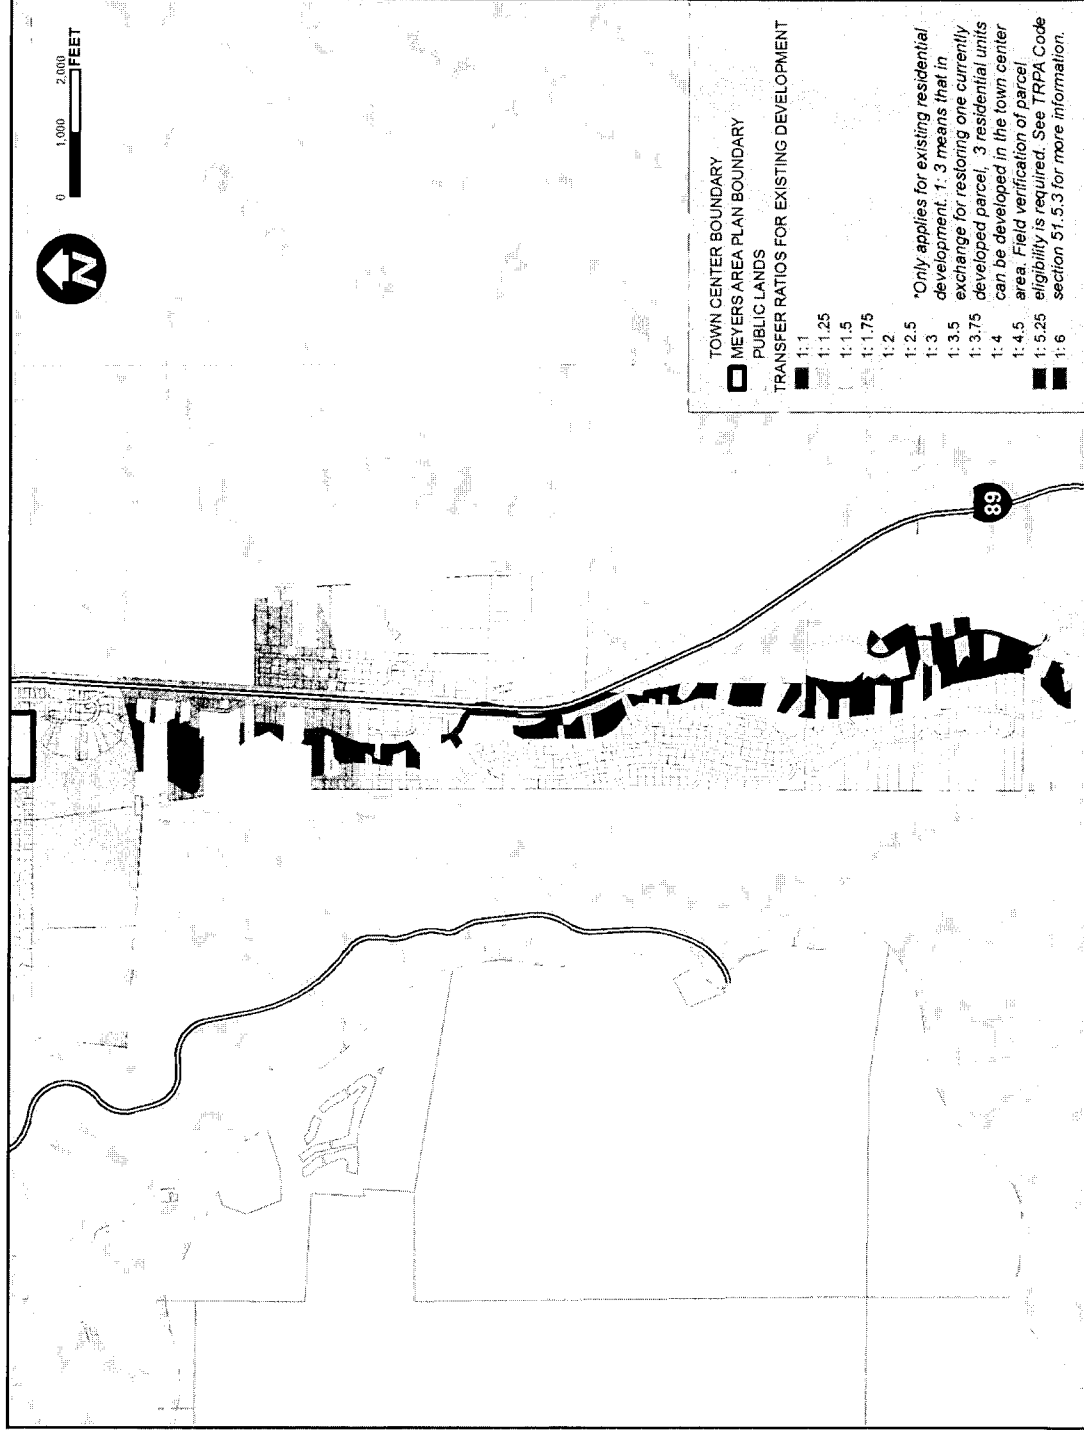 0 1,000 2,000
FEET
N
TOWN CENTER BOUNDARY
MEYERS AREA PLAN BOUNDARY
PUBLIC LANDS
TRANSFER RATIOS FOR EXISTING DEVELOPMENT
1: 1
1: 1.25
1: 1.5
1: 1.75
1: 2
1: 2.5
1: 3
1: 3.5
1: 3.75
1: 4
1: 4.5
1: 5.25
1: 6
*Only applies for existing residential
development. 1: 3 means that in
exchange for restoring one currently
developed parcel, 3 residential units
can be developed in the town center
area. Field verification of parcel
eligibility is required. See TRPA Code
section 51.5.3 for more information.
89